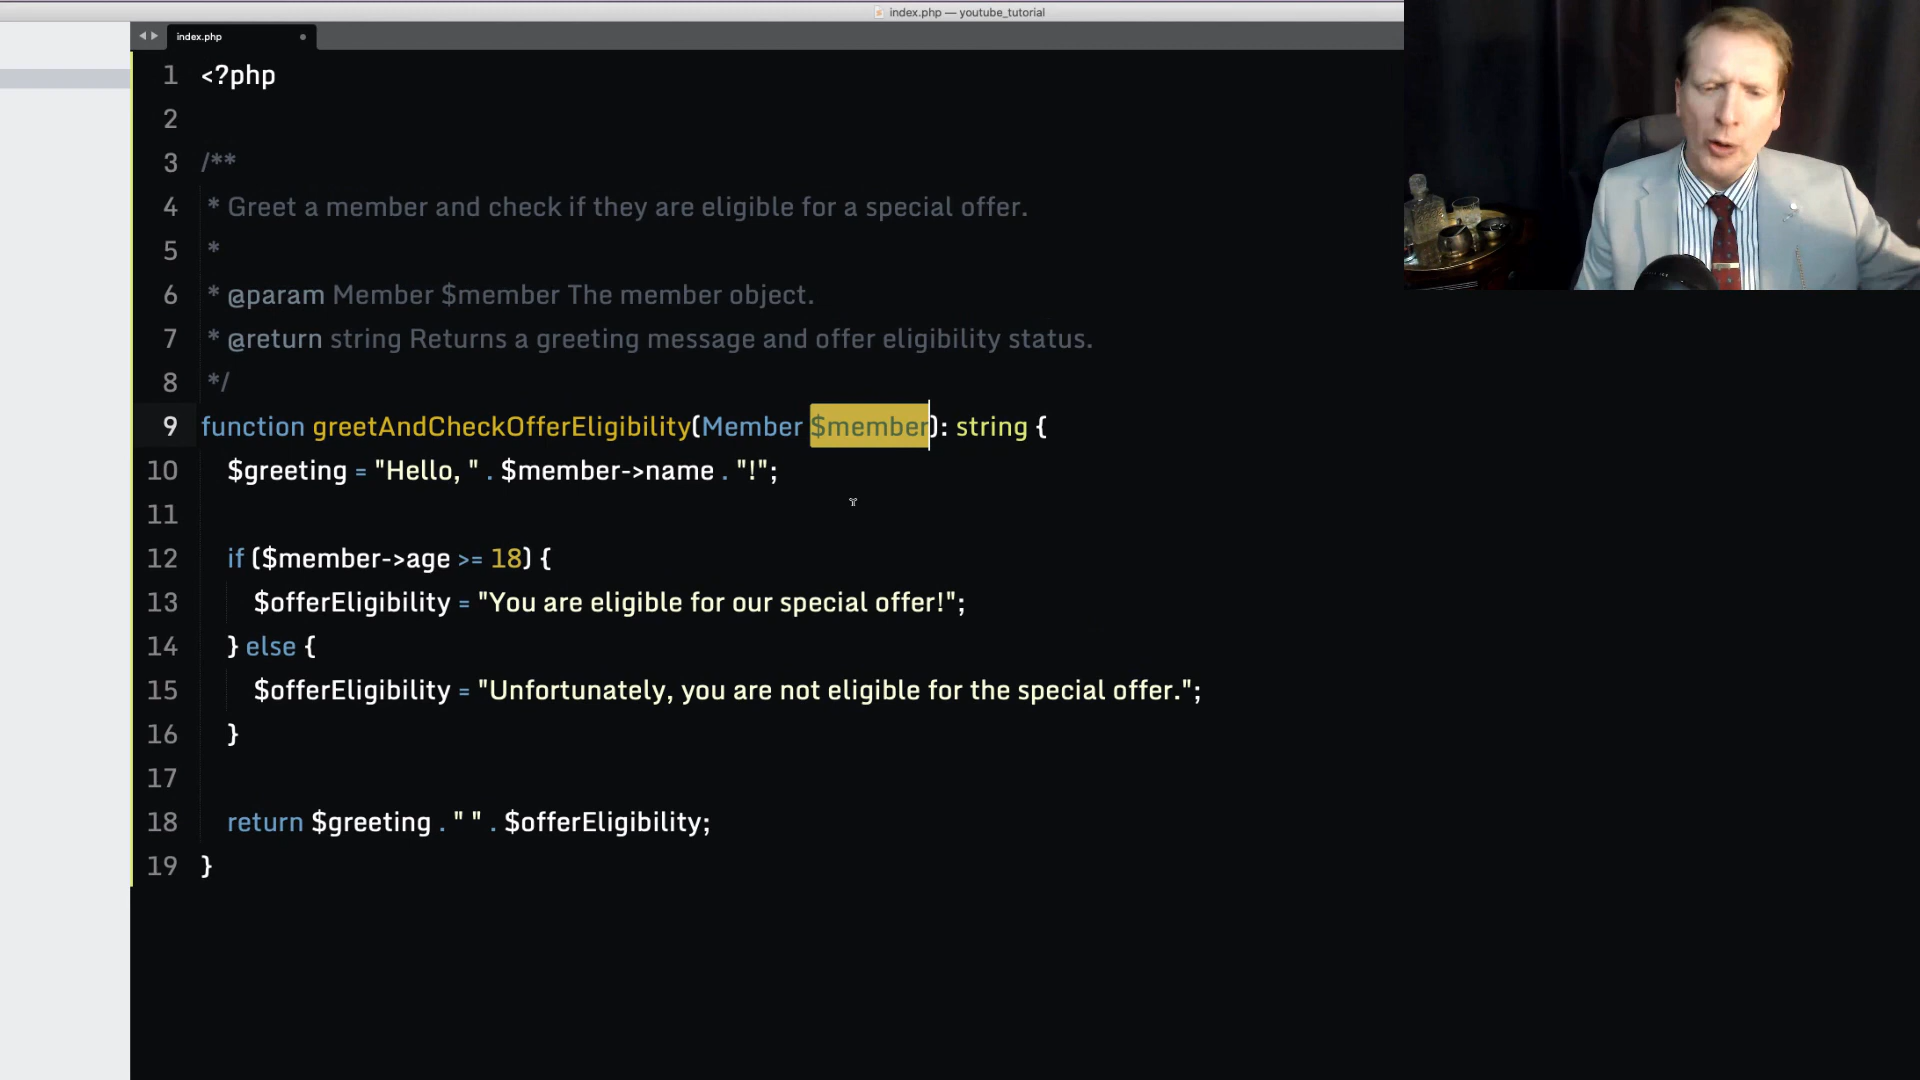 index.php — youtube_tutorial
index.php
1 <?php
2
3 /**
4 * Greet a member and check if they are eligible for a special offer.
5 *
6 * @param Member $member The member object.
7 * @return string Returns a greeting message and offer eligibility status.
8 */
9 function greetAndCheckOfferEligibility(Member $member): string {
10 $greeting = "Hello, " . $member->name . "!";
11
12 if ($member->age >= 18) {
13 $offerEligibility = "You are eligible for our special offer!";
14 } else {
15 $offerEligibility = "Unfortunately, you are not eligible for the special offer.";
16 }
17
18 return $greeting . " " . $offerEligibility;
19 }